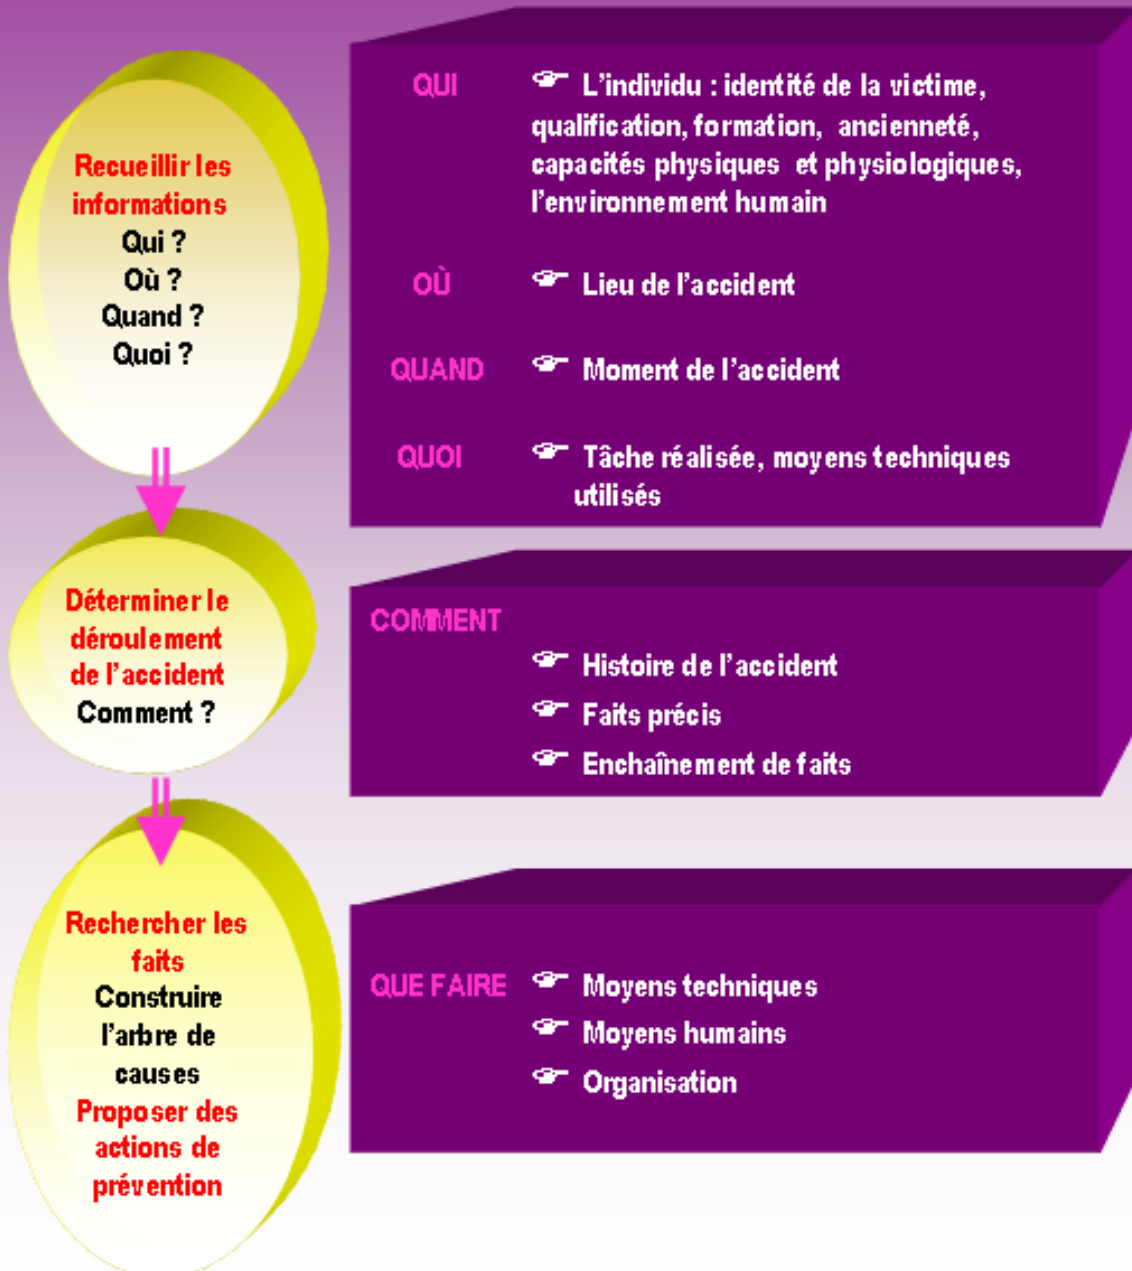 Recueillir les
informations
Qui ?
Où ?
Quand ?
Quoi ?
QUI ☞ L'individu : identité de la victime,
qualification, formation, ancienneté,
capacités physiques et physiologiques,
l'environnement humain
OÙ ☞ Lieu de l'accident
QUAND ☞ Moment de l'accident
QUOI ☞ Tâche réalisée, moyens techniques
utilisés
Déterminer le
déroulement
de l'accident
Comment ?
COMMENT
☞ Histoire de l'accident
☞ Faits précis
☞ Enchaînement de faits
Rechercher les
faits
Construire
l'arbre de
causes
Proposer des
actions de
prévention
QUE FAIRE ☞ Moyens techniques
☞ Moyens humains
☞ Organisation